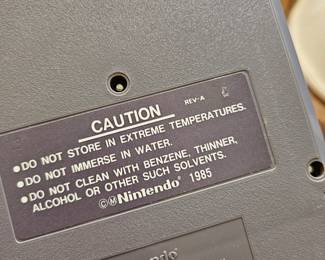 CAUTION
REV-A
C
•DO NOT STORE IN EXTREME TEMPERATURES.
•DO NOT IMMERSE IN WATER.
•DO NOT CLEAN WITH BENZENE, THINNER,
ALCOHOL OR OTHER SUCH SOLVENTS.
©Ⓜ Nintendo 1985